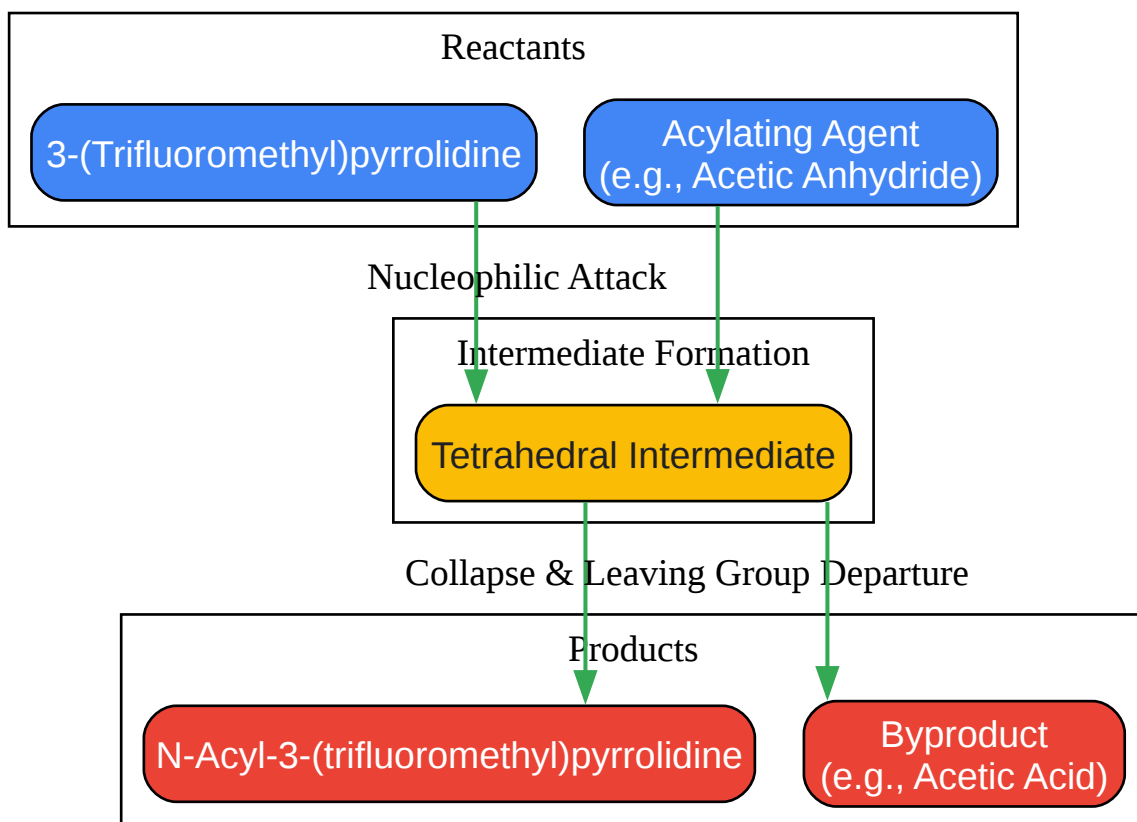 Reactants
3-(Trifluoromethyl)pyrrolidine
Acylating Agent
(e.g., Acetic Anhydride)
Nucleophilic Attack
Intermediate Formation
Tetrahedral Intermediate
Collapse & Leaving Group Departure
Products
N-Acyl-3-(trifluoromethyl)pyrrolidine
Byproduct
(e.g., Acetic Acid)